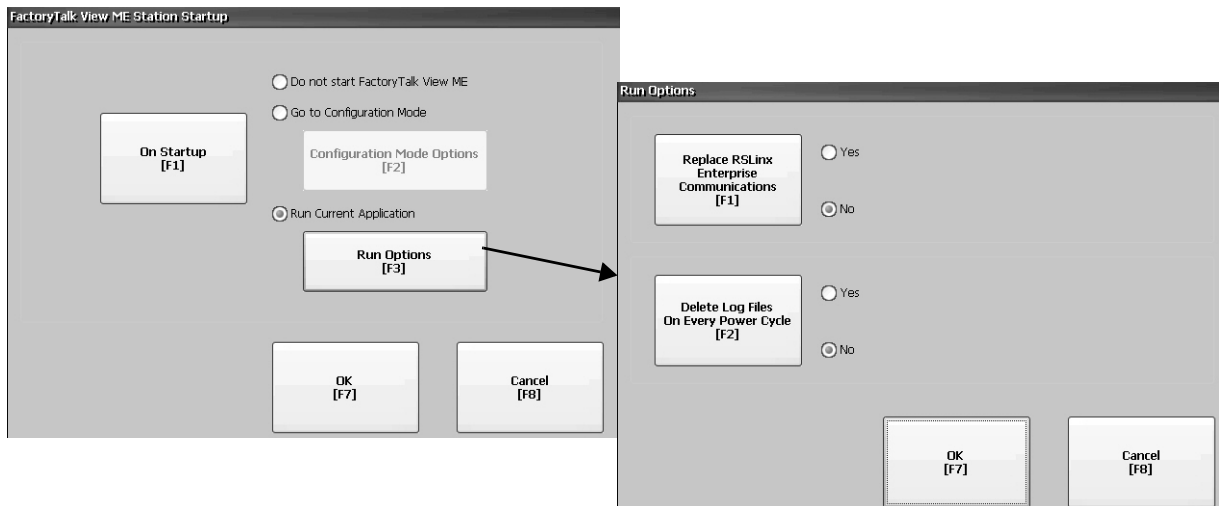 FactoryTalk View ME Station Startup
Do not start FactoryTalk View ME
Go to Configuration Mode
On Startup
[F1]
Configuration Mode Options
[F2]
Run Current Application
Run Options
[F3]
OK
[F7]
Cancel
[F8]
Run Options
Replace RSLinx
Enterprise
Communications
[F1]
Yes
No
Delete Log Files
On Every Power Cycle
[F2]
Yes
No
OK
[F7]
Cancel
[F8]